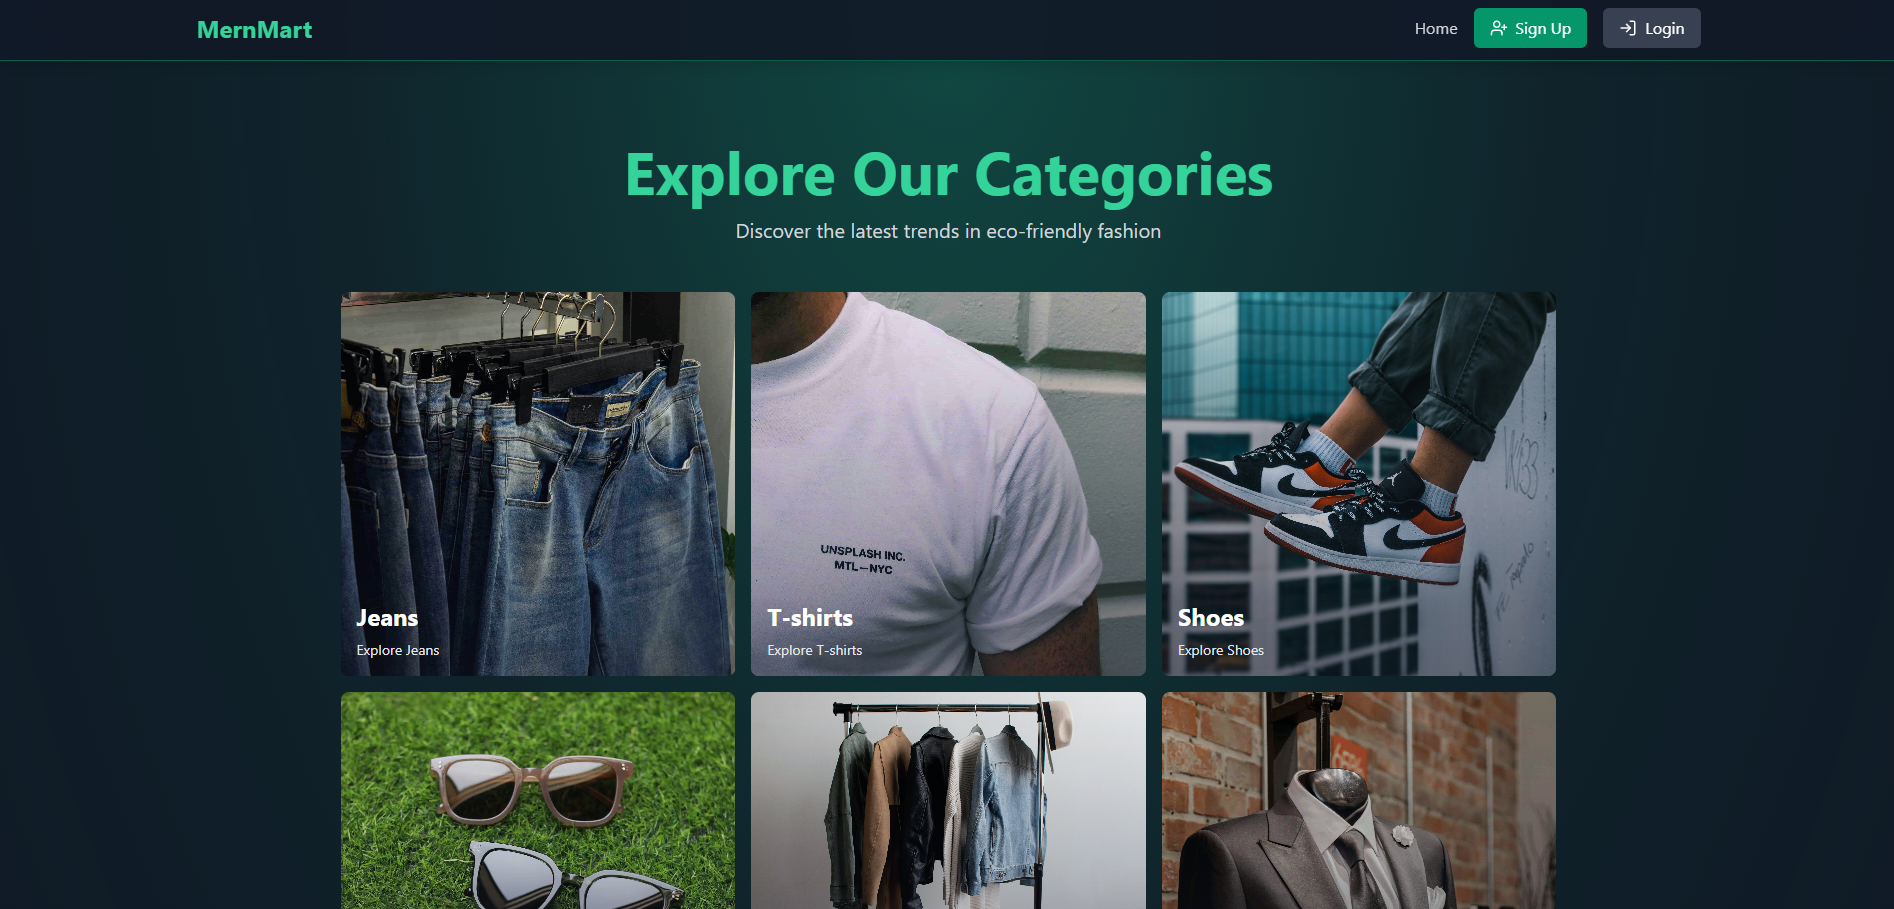 MernMart
Home
Sign Up
Login
Explore Our Categories
Discover the latest trends in eco-friendly fashion
UNSPLASH INC.
MTL—NYC
Jeans
Explore Jeans
T-shirts
Explore T-shirts
Shoes
Explore Shoes